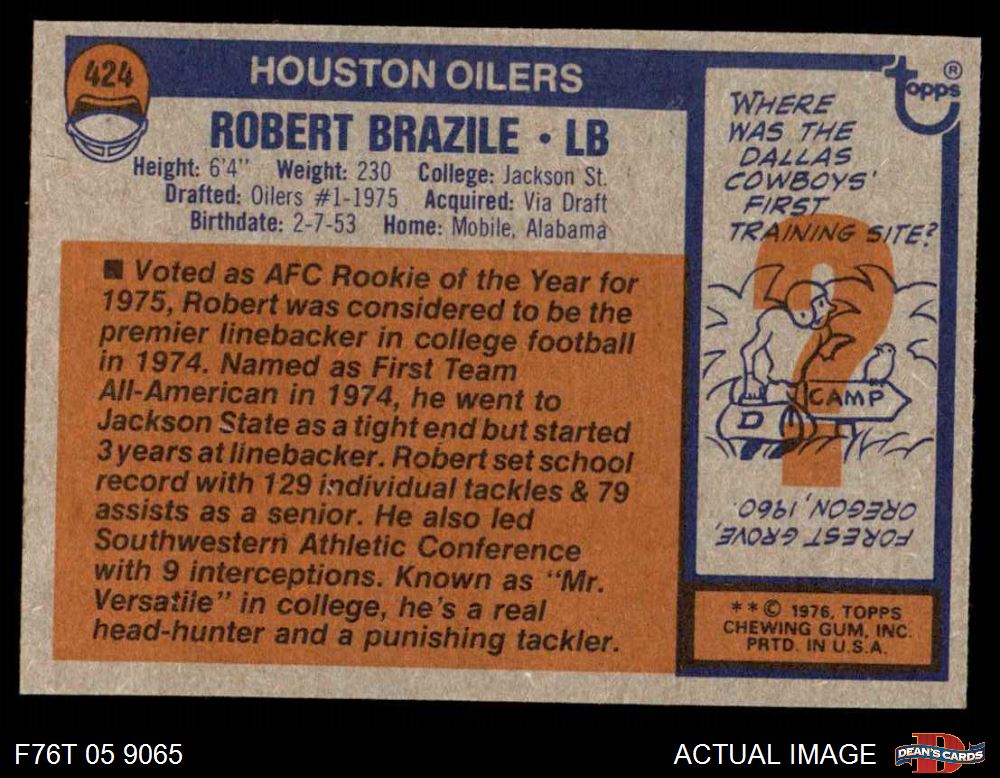 424
HOUSTON OILERS
ROBERT BRAZILE • LB
Height: 6'4" Weight: 230 College: Jackson St.
Drafted: Oilers #1-1975 Acquired: Via Draft
Birthdate: 2-7-53 Home: Mobile, Alabama
■ Voted as AFC Rookie of the Year for
1975, Robert was considered to be the
premier linebacker in college football
in 1974. Named as First Team
All-American in 1974, he went to
Jackson State as a tight end but started
3 years at linebacker. Robert set school
record with 129 individual tackles & 79
assists as a senior. He also led
Southwestern Athletic Conference
with 9 interceptions. Known as "Mr.
Versatile" in college, he's a real
head-hunter and a punishing tackler.
topps®
WHERE
WAS THE
DALLAS
COWBOYS'
FIRST
TRAINING SITE?
?
CAMP
D
FOREST GROVE,
OREGON, 1960.
**© 1976, TOPPS
CHEWING GUM, INC.
PRTD. IN U.S.A.
F76T 05 9065
ACTUAL IMAGE
D
DEAN'S CARDS